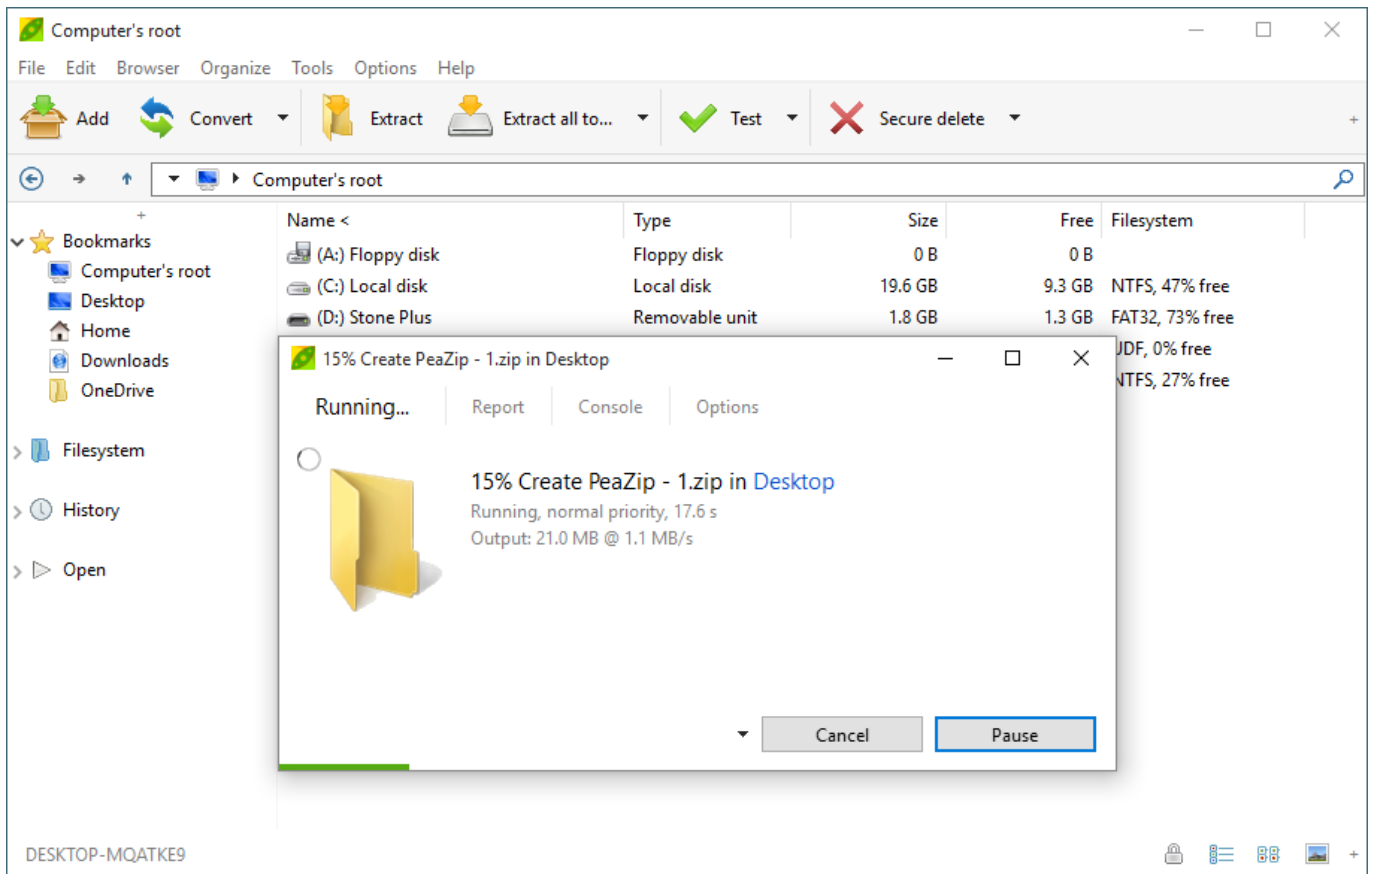 Computer's root
File Edit Browser Organize Tools Options Help
Add Convert Extract Extract all to... Test Secure delete
Computer's root
Name < Type Size Free Filesystem
Bookmarks
Computer's root
Desktop
Home
Downloads
OneDrive
Filesystem
History
Open
(A:) Floppy disk Floppy disk 0 B 0 B
(C:) Local disk Local disk 19.6 GB 9.3 GB NTFS, 47% free
(D:) Stone Plus Removable unit 1.8 GB 1.3 GB FAT32, 73% free
UDF, 0% free
NTFS, 27% free
15% Create PeaZip - 1.zip in Desktop
Running... Report Console Options
15% Create PeaZip - 1.zip in Desktop
Running, normal priority, 17.6 s
Output: 21.0 MB @ 1.1 MB/s
Cancel Pause
DESKTOP-MQATKE9